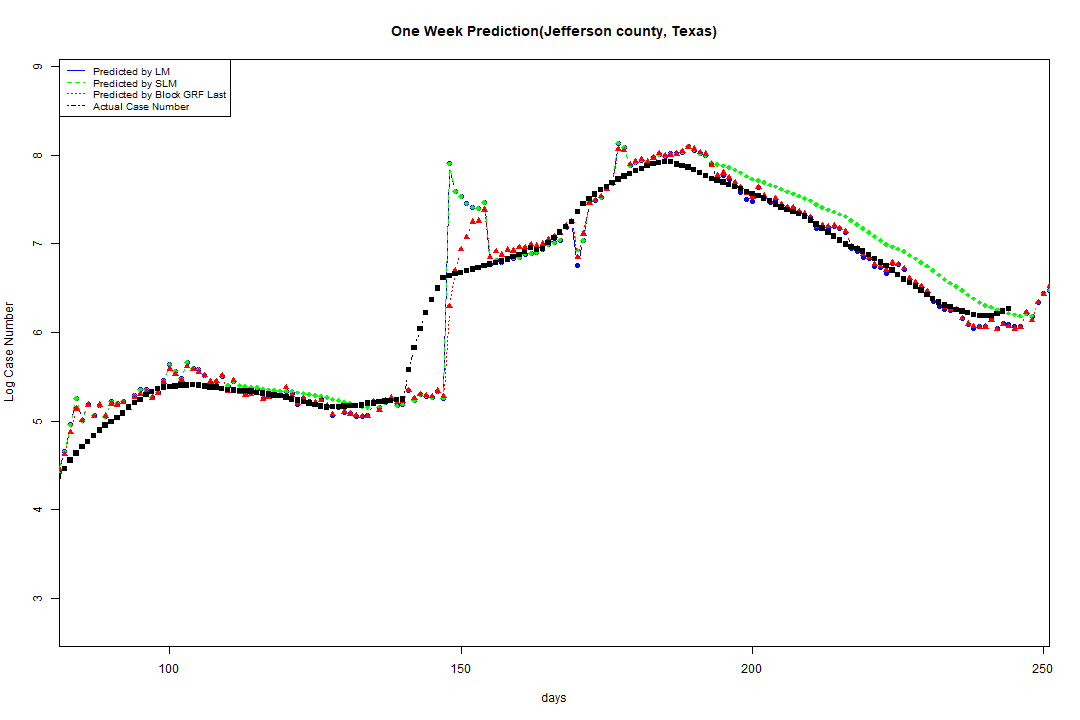 One Week Prediction(Jefferson county, Texas)
Predicted by LM
Predicted by SLM
Predicted by Block GRF Last
Actual Case Number
Log Case Number
9
8
7
6
5
4
3
100 150 200 250
days